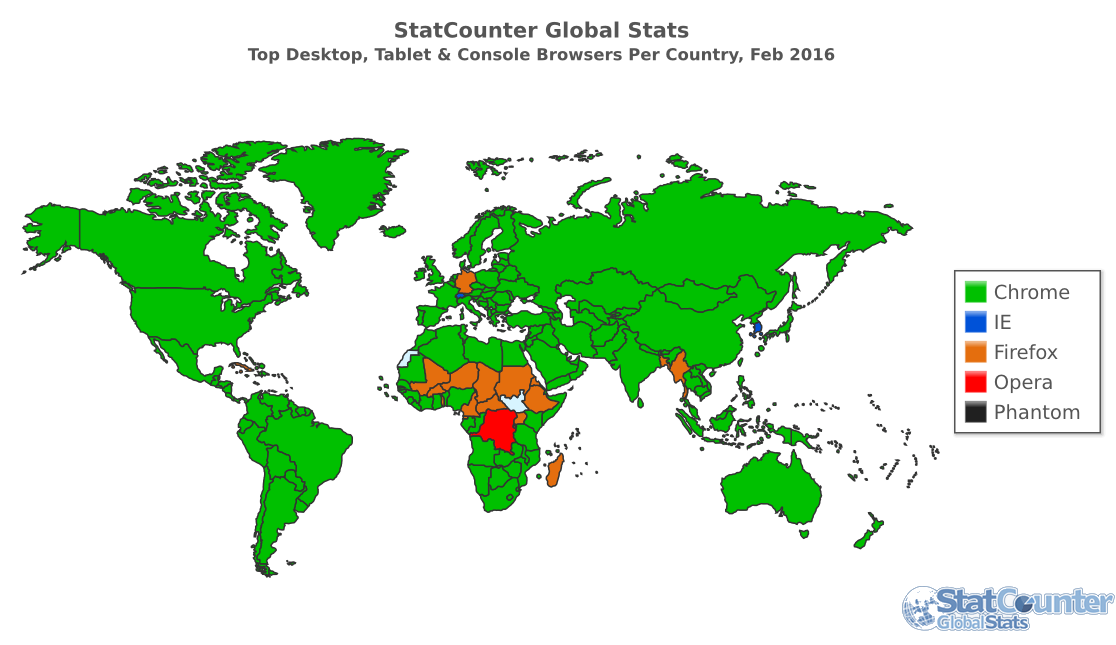 StatCounter Global Stats
Top Desktop, Tablet & Console Browsers Per Country, Feb 2016
Chrome
IE
Firefox
Opera
Phantom
StatCounter
GlobalStats